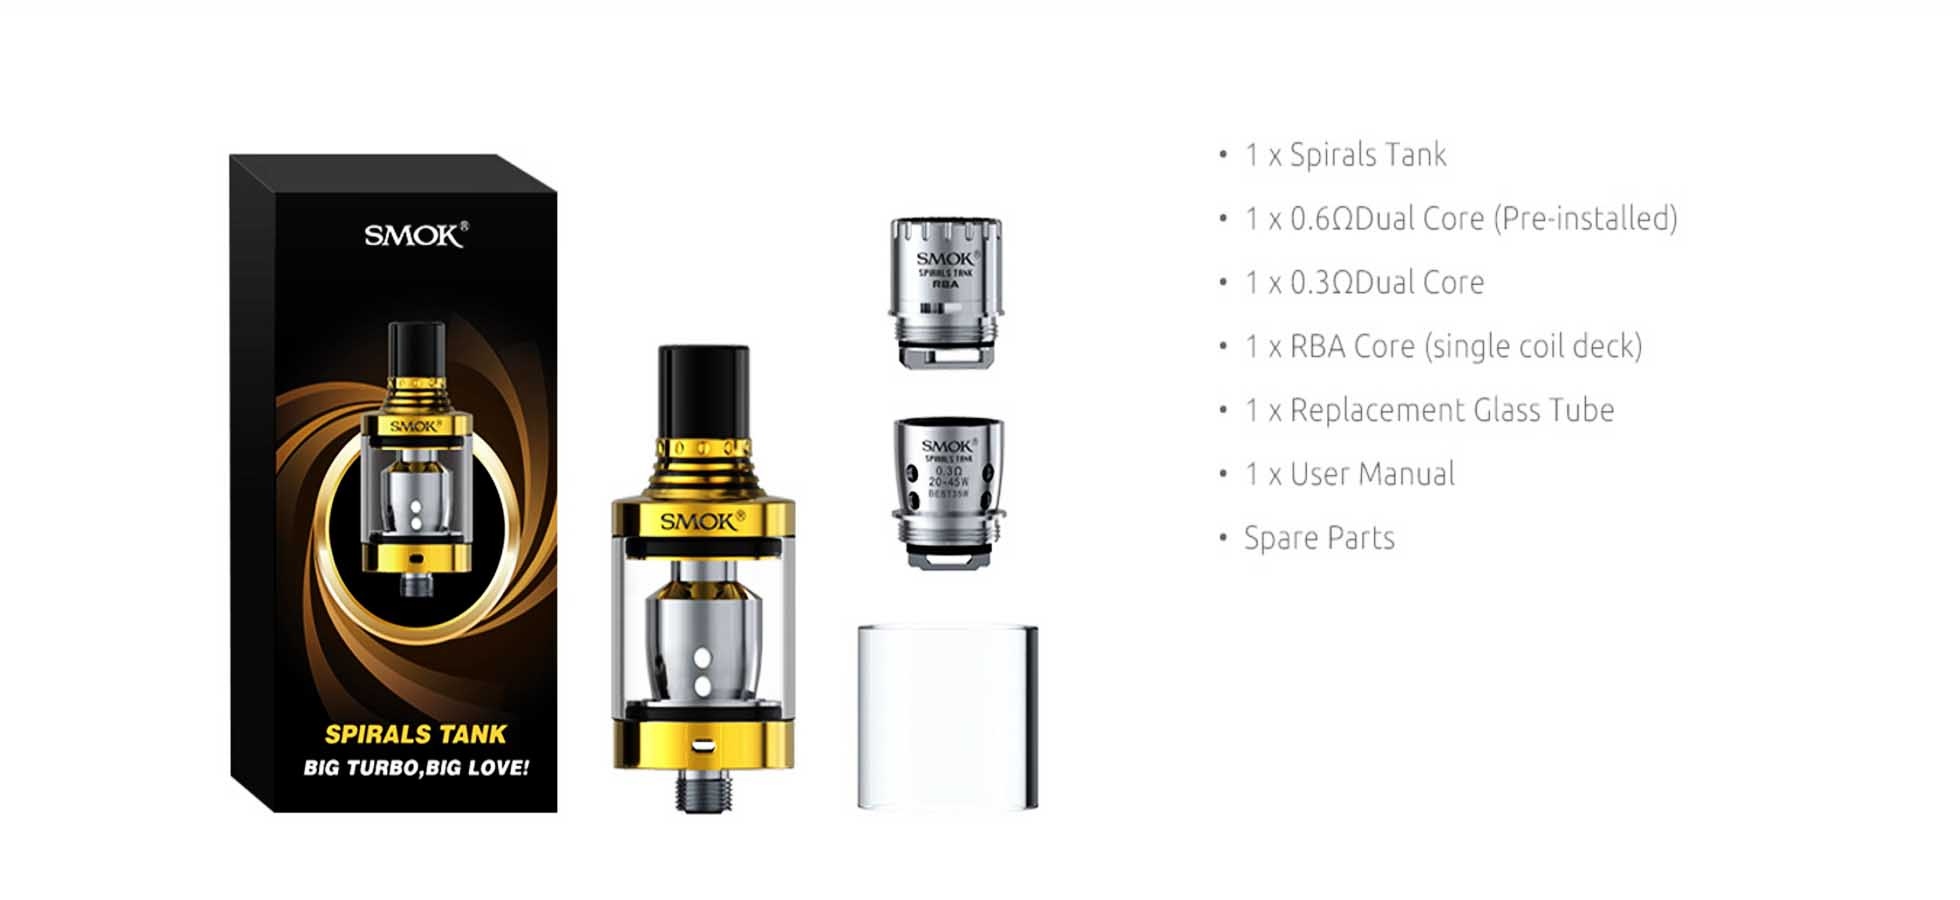 SMOK®
SMOK®
SPIRALS TANK
BIG TURBO,BIG LOVE!
SMOK®
SMOK®
SPIRALS TANK
RBA
SMOK®
SPIRALS TANK
0.3Ω
20-45W
BEST35W
• 1 x Spirals Tank
• 1 x 0.6ΩDual Core (Pre-installed)
• 1 x 0.3ΩDual Core
• 1 x RBA Core (single coil deck)
• 1 x Replacement Glass Tube
• 1 x User Manual
• Spare Parts